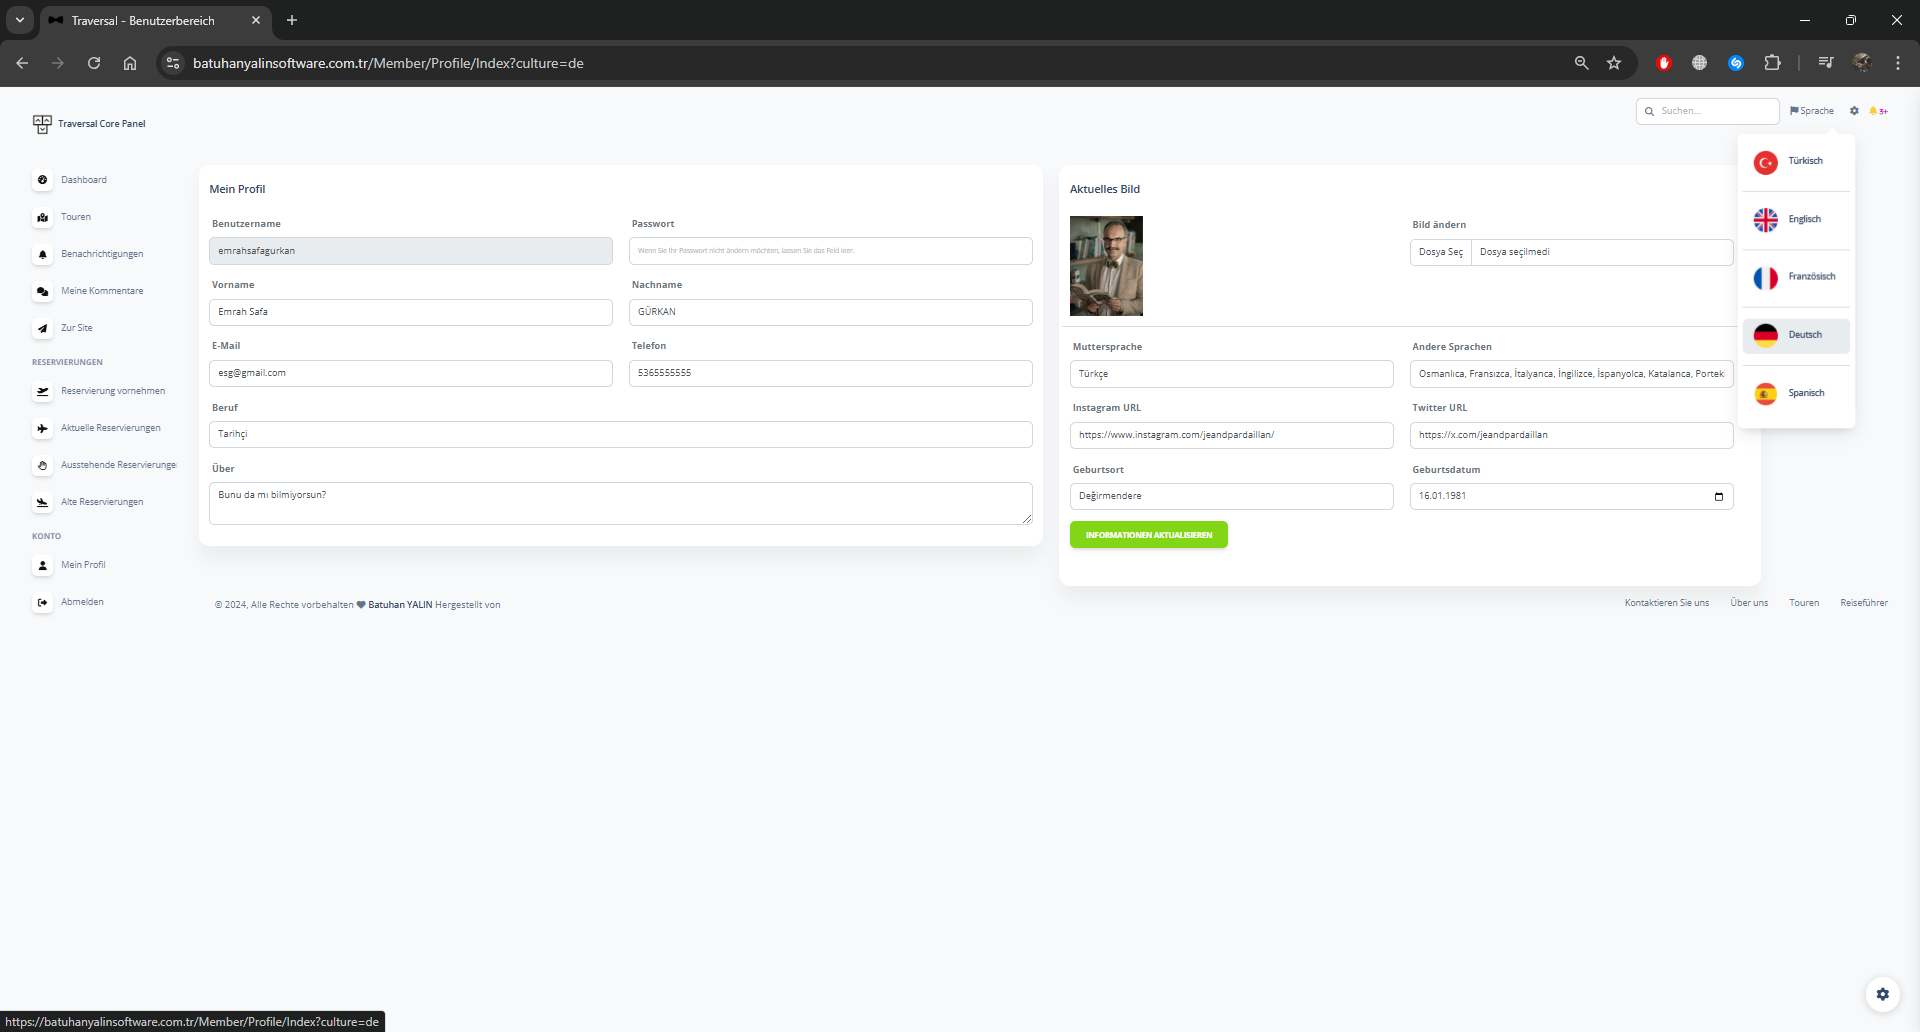 Traversal - Benutzerbereich
batuhanyalinsoftware.com.tr/Member/Profile/Index?culture=de
Traversal Core Panel
Suchen...
Sprache
3+
Dashboard
Touren
Benachrichtigungen
Meine Kommentare
Zur Site
RESERVIERUNGEN
Reservierung vornehmen
Aktuelle Reservierungen
Ausstehende Reservierunge
Alte Reservierungen
KONTO
Mein Profil
Abmelden
Mein Profil
Benutzername
Passwort
emrahsafagurkan
Wenn Sie Ihr Passwort nicht ändern möchten, lassen Sie das Feld leer.
Vorname
Nachname
Emrah Safa
GÜRKAN
E-Mail
Telefon
esg@gmail.com
5365555555
Beruf
Tarihçi
Über
Bunu da mı bilmiyorsun?
Aktuelles Bild
Bild ändern
Dosya Seç
Dosya seçilmedi
Muttersprache
Andere Sprachen
Türkçe
Osmanlıca, Fransızca, İtalyanca, İngilizce, İspanyolca, Katalanca, Porteki
Instagram URL
Twitter URL
https://www.instagram.com/jeandpardaillan/
https://x.com/jeandpardaillan
Geburtsort
Geburtsdatum
Değirmendere
16.01.1981
INFORMATIONEN AKTUALISIEREN
Türkisch
Englisch
Französisch
Deutsch
Spanisch
© 2024, Alle Rechte vorbehalten Batuhan YALIN Hergestellt von
Kontaktieren Sie uns
Über uns
Touren
Reiseführer
https://batuhanyalinsoftware.com.tr/Member/Profile/Index?culture=de